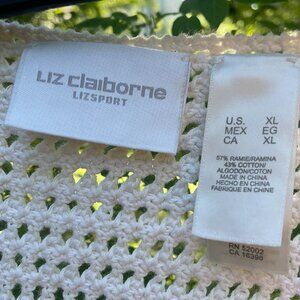 LIZ claiborne
LIZSPORT
U.S. XL
MEX EG
CA XL
57% RAMIE/RAMINA
43% COTTON/
ALGODON/COTON
MADE IN CHINA
HECHO EN CHINA
FABRIQUE EN CHINE
RN 52002
CA 16396